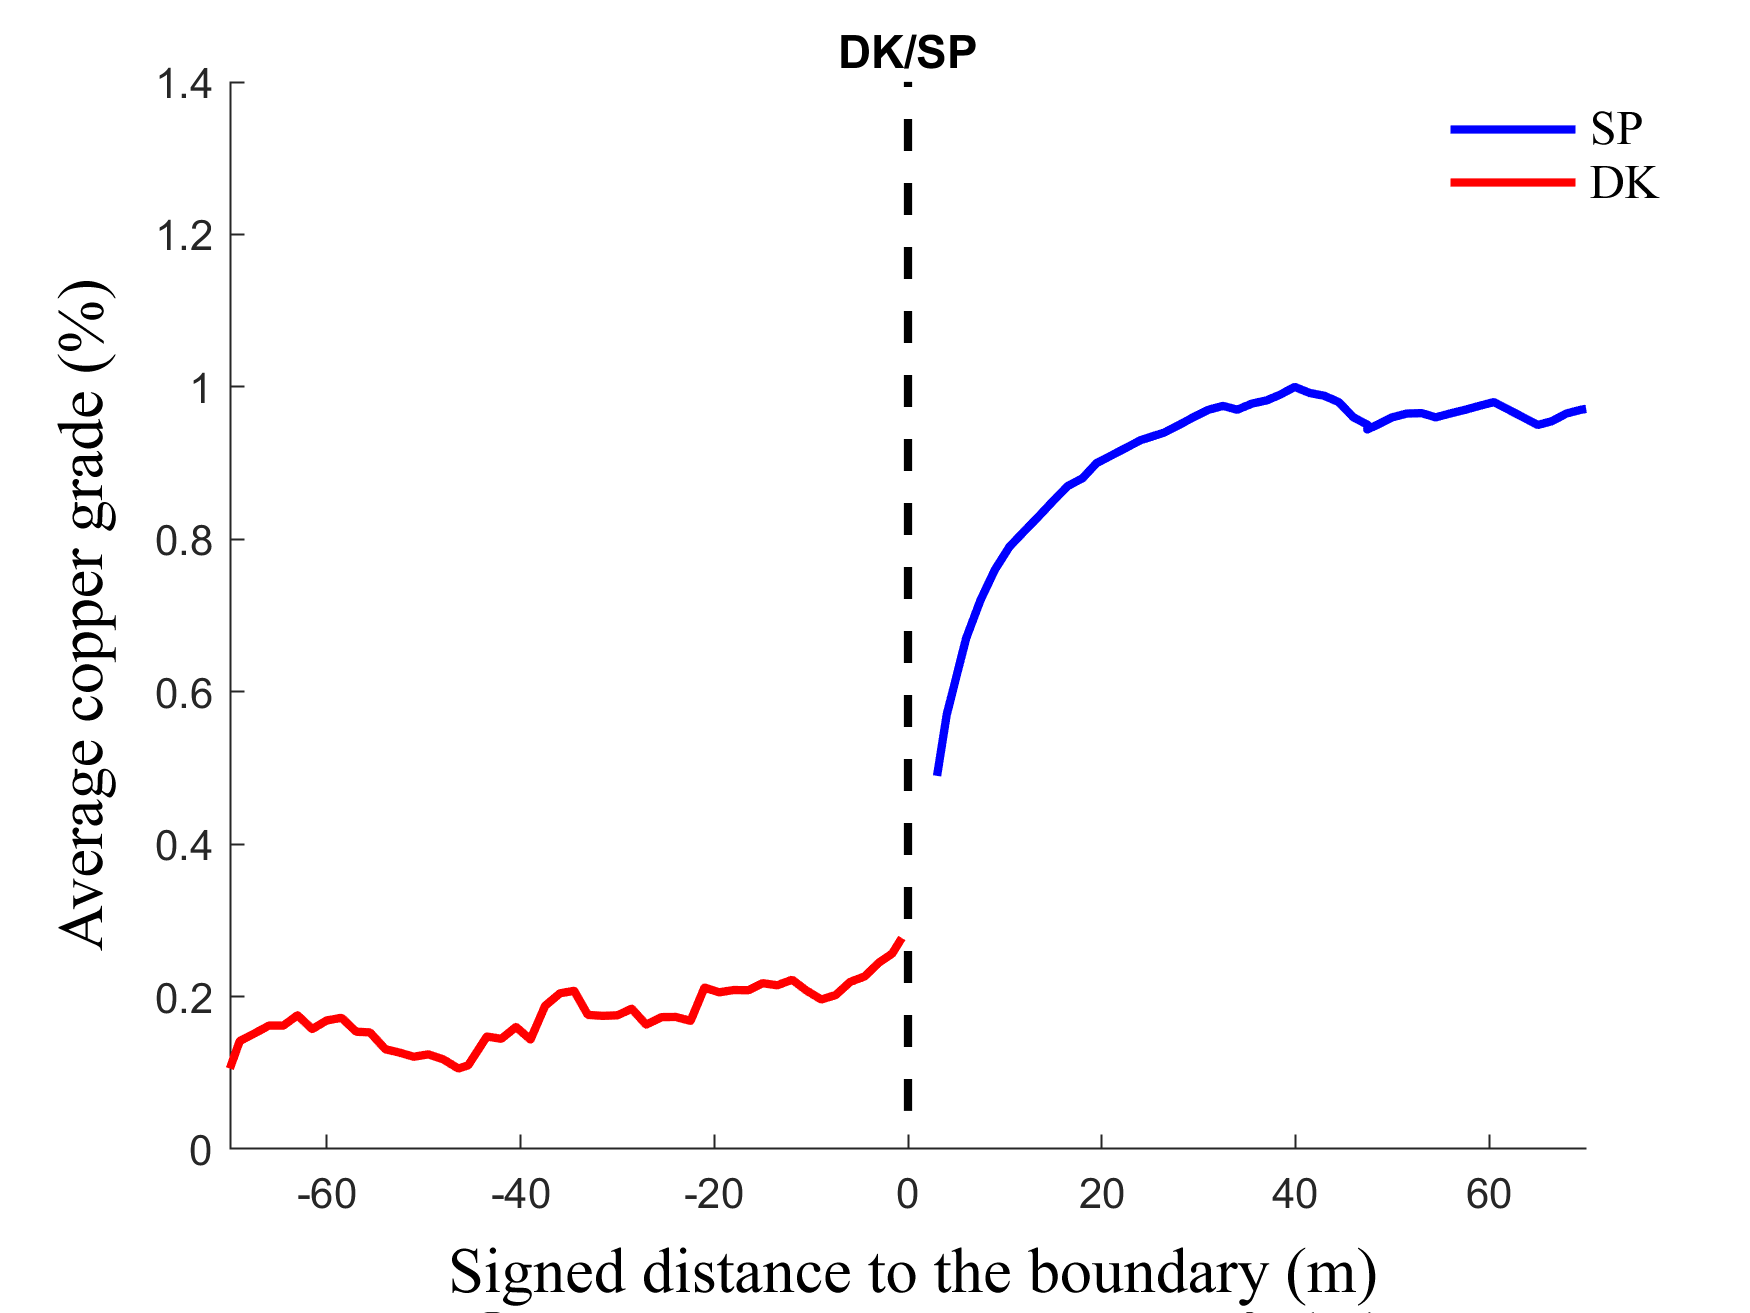 DK/SP
1.4
1.2
1
0.8
0.6
0.4
0.2
0
Average copper grade (%)
SP
DK
-60 -40 -20 0 20 40 60
Signed distance to the boundary (m)